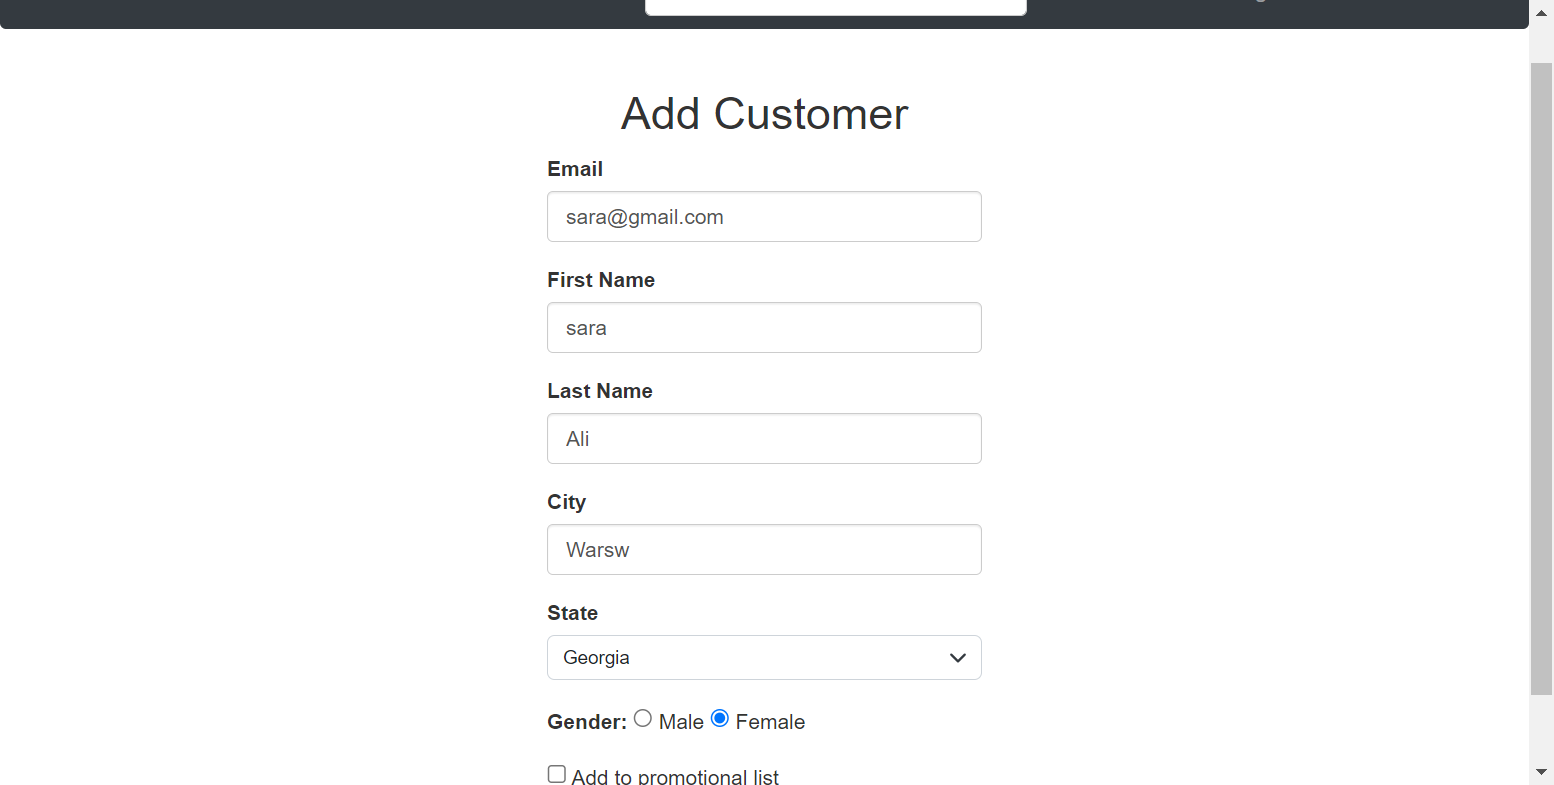 Add Customer
Email
sara@gmail.com
First Name
sara
Last Name
Ali
City
Warsw
State
Georgia
Gender: Male Female
Add to promotional list